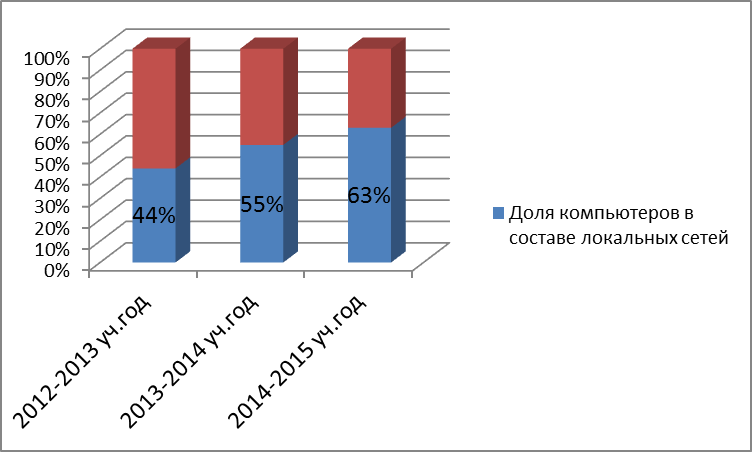 100%
90%
80%
70%
60%
50%
40%
30%
20%
10%
0%
44%
55%
63%
2012-2013 уч.год
2013-2014 уч.год
2014-2015 уч.год
Доля компьютеров в
составе локальных сетей